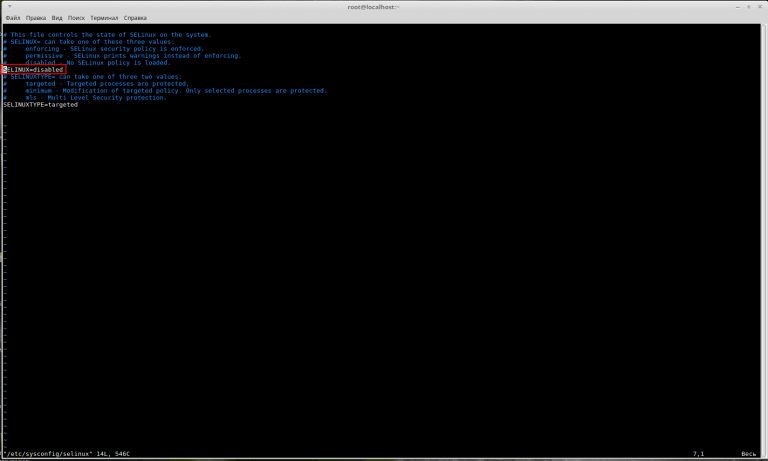 root@localhost:~
Файл Правка Вид Поиск Терминал Справка
# This file controls the state of SELinux on the system.
# SELINUX= can take one of these three values:
#     enforcing - SELinux security policy is enforced.
#     permissive - SELinux prints warnings instead of enforcing.
#     disabled - No SELinux policy is loaded.
SELINUX=disabled
# SELINUXTYPE= can take one of three two values:
#     targeted - Targeted processes are protected,
#     minimum - Modification of targeted policy. Only selected processes are protected.
#     mls - Multi Level Security protection.
SELINUXTYPE=targeted
"/etc/sysconfig/selinux" 14L, 546C 7,1 Весь